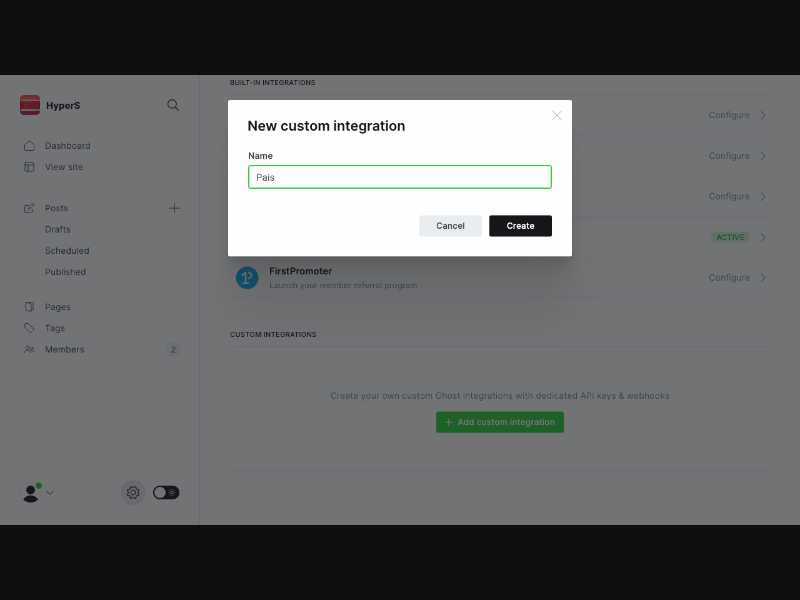 BUILT-IN INTEGRATIONS
HyperS
New custom integration
Configure
Name
Dashboard
Configure
View site
Pais
Configure
Posts
Drafts
Cancel
Create
ACTIVE
Scheduled
Published
FirstPromoter
Configure
Launch your member referral program
Pages
Tags
CUSTOM INTEGRATIONS
Members
2
Create your own custom Ghost integrations with dedicated API keys & webhooks
+ Add custom integration